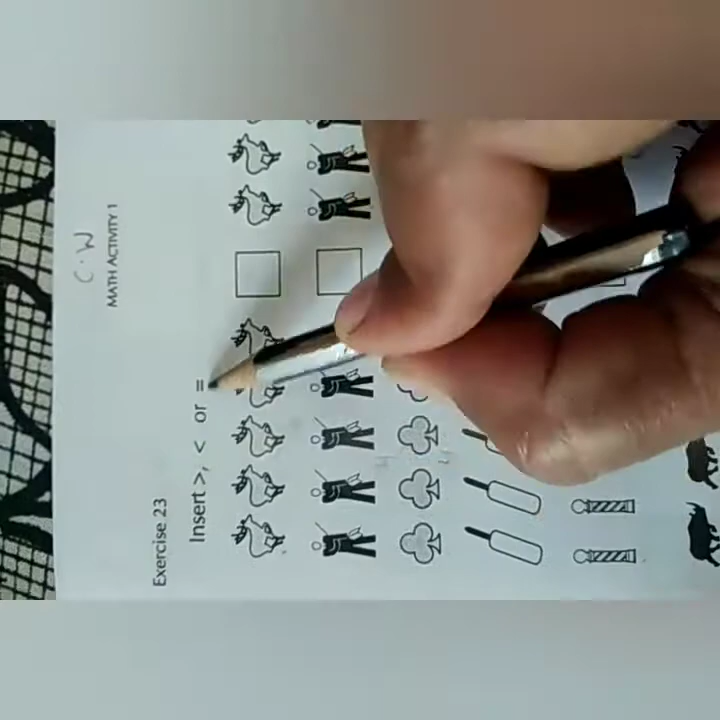 C.W
MATH ACTIVITY 1
Exercise 23
Insert >, < or =